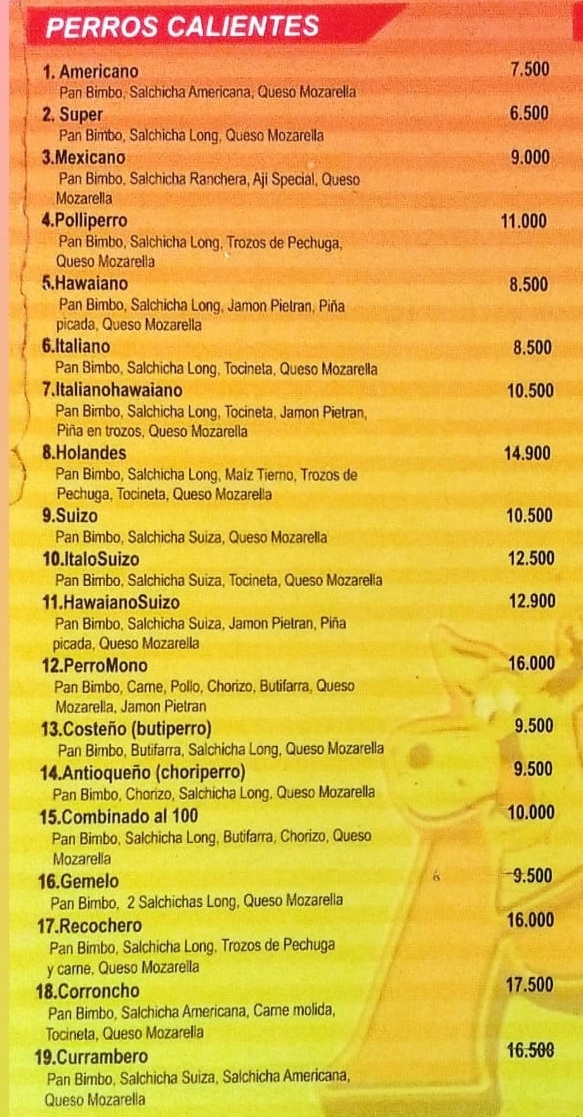 PERROS CALIENTES
1. Americano 7.500
Pan Bimbo, Salchicha Americana, Queso Mozarella
2. Super 6.500
Pan Bimbo, Salchicha Long, Queso Mozarella
3.Mexicano 9.000
Pan Bimbo, Salchicha Ranchera, Aji Special, Queso
Mozarella
4.Polliperro 11.000
Pan Bimbo, Salchicha Long, Trozos de Pechuga,
Queso Mozarella
5.Hawaiano 8.500
Pan Bimbo, Salchicha Long, Jamon Pietran, Piña
picada, Queso Mozarella
6.Italiano 8.500
Pan Bimbo, Salchicha Long, Tocineta, Queso Mozarella
7.Italianohawaiano 10.500
Pan Bimbo, Salchicha Long, Tocineta, Jamon Pietran,
Piña en trozos, Queso Mozarella
8.Holandes 14.900
Pan Bimbo, Salchicha Long, Maiz Tierno, Trozos de
Pechuga, Tocineta, Queso Mozarella
9.Suizo 10.500
Pan Bimbo, Salchicha Suiza, Queso Mozarella
10.ItaloSuizo 12.500
Pan Bimbo, Salchicha Suiza, Tocineta, Queso Mozarella
11.HawaianoSuizo 12.900
Pan Bimbo, Salchicha Suiza, Jamon Pietran, Piña
picada, Queso Mozarella
12.PerroMono 16.000
Pan Bimbo, Carne, Pollo, Chorizo, Butifarra, Queso
Mozarella, Jamon Pietran
13.Costeño (butiperro) 9.500
Pan Bimbo, Butifarra, Salchicha Long, Queso Mozarella
14.Antioqueño (choriperro) 9.500
Pan Bimbo, Chorizo, Salchicha Long, Queso Mozarella
15.Combinado al 100 10.000
Pan Bimbo, Salchicha Long, Butifarra, Chorizo, Queso
Mozarella
16.Gemelo 9.500
Pan Bimbo, 2 Salchichas Long, Queso Mozarella
17.Recochero 16.000
Pan Bimbo, Salchicha Long, Trozos de Pechuga
y carne, Queso Mozarella
18.Corroncho 17.500
Pan Bimbo, Salchicha Americana, Carne molida,
Tocineta, Queso Mozarella
19.Currambero 16.500
Pan Bimbo, Salchicha Suiza, Salchicha Americana,
Queso Mozarella